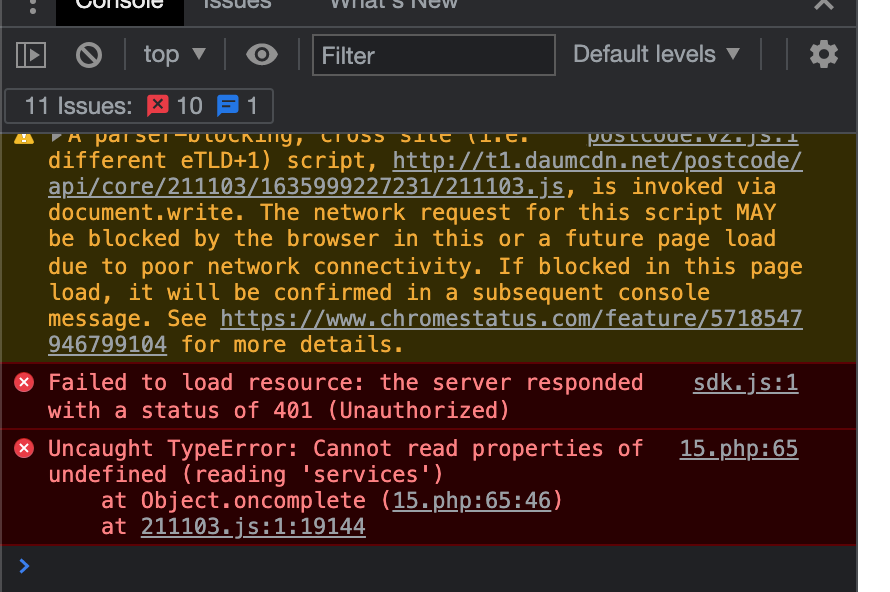 Console Issues What's New
top Filter Default levels
11 Issues: 10 1
A parser-blocking, cross site (i.e. postcode.v2.js:1
different eTLD+1) script, http://t1.daumcdn.net/postcode/
api/core/211103/1635999227231/211103.js, is invoked via
document.write. The network request for this script MAY
be blocked by the browser in this or a future page load
due to poor network connectivity. If blocked in this page
load, it will be confirmed in a subsequent console
message. See https://www.chromestatus.com/feature/5718547
946799104 for more details.
Failed to load resource: the server responded sdk.js:1
with a status of 401 (Unauthorized)
Uncaught TypeError: Cannot read properties of 15.php:65
undefined (reading 'services')
at Object.oncomplete (15.php:65:46)
at 211103.js:1:19144